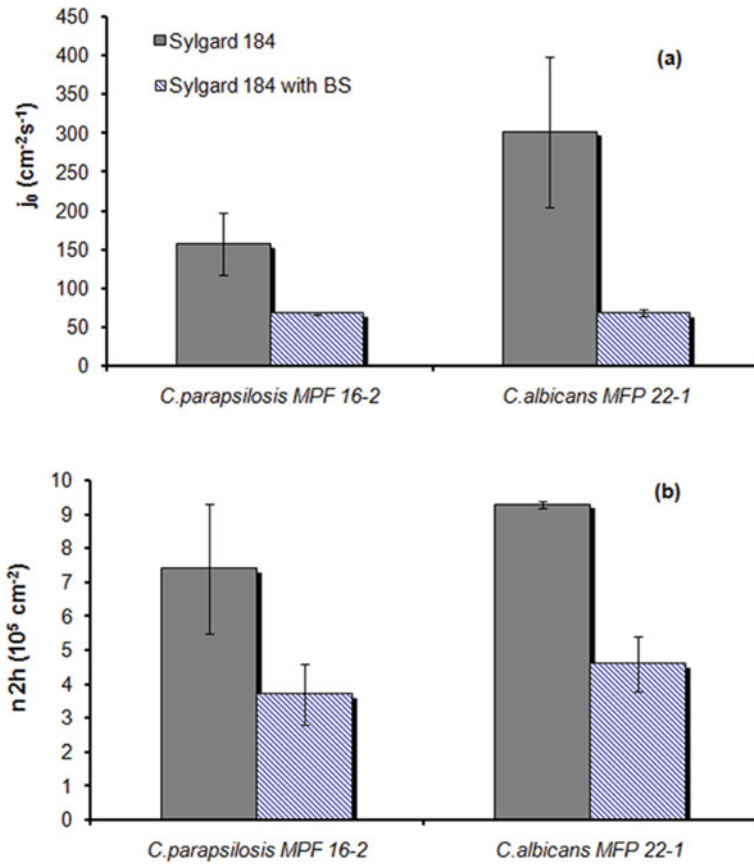 450
400
350
300
250
200
150
100
50
0
j₀ (cm⁻²s⁻¹)
Sylgard 184
Sylgard 184 with BS
(a)
C.parapsilosis MPF 16-2
C.albicans MFP 22-1
10
9
8
7
6
5
4
3
2
1
0
n 2h (10⁵ cm⁻²)
(b)
C.parapsilosis MPF 16-2
C.albicans MFP 22-1